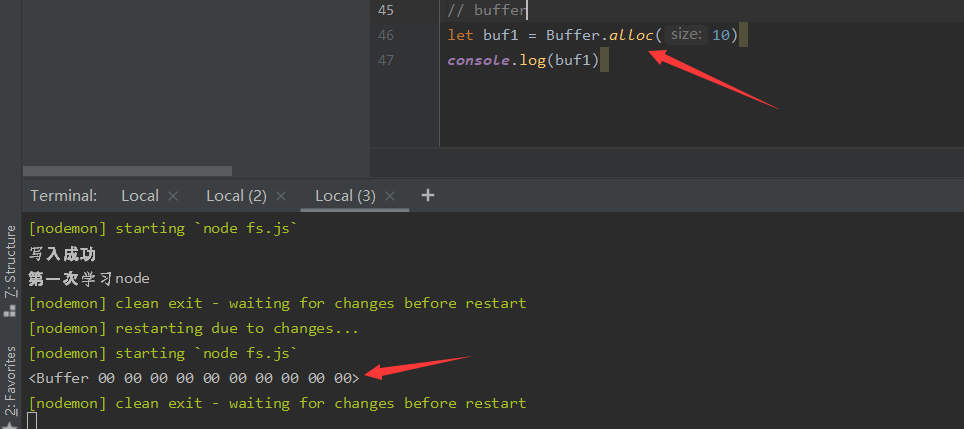 45 // buffer
46 let buf1 = Buffer.alloc( size: 10)
47 console.log(buf1)
Terminal: Local × Local (2) × Local (3) × +
[nodemon] starting `node fs.js`
写入成功
第一次学习node
[nodemon] clean exit - waiting for changes before restart
[nodemon] restarting due to changes...
[nodemon] starting `node fs.js`
<Buffer 00 00 00 00 00 00 00 00 00 00>
[nodemon] clean exit - waiting for changes before restart
7: Structure
2: Favorites